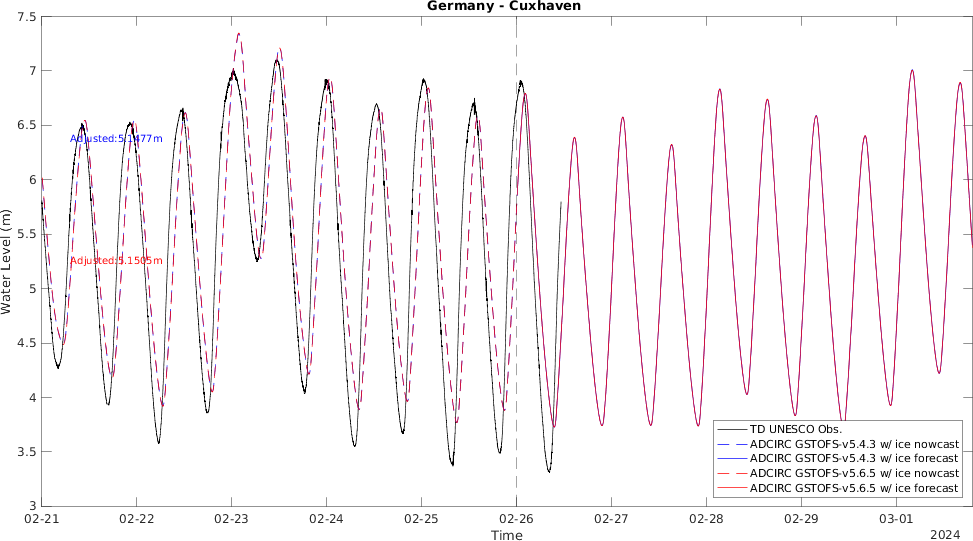 Germany - Cuxhaven
7.5
7
6.5
6
5.5
5
4.5
4
3.5
3
Water Level (m)
Adjusted:5.1477m
Adjusted:5.1505m
TD UNESCO Obs.
ADCIRC GSTOFS-v5.4.3 w/ ice nowcast
ADCIRC GSTOFS-v5.4.3 w/ ice forecast
ADCIRC GSTOFS-v5.6.5 w/ ice nowcast
ADCIRC GSTOFS-v5.6.5 w/ ice forecast
02-21 02-22 02-23 02-24 02-25 02-26 02-27 02-28 02-29 03-01
Time
2024